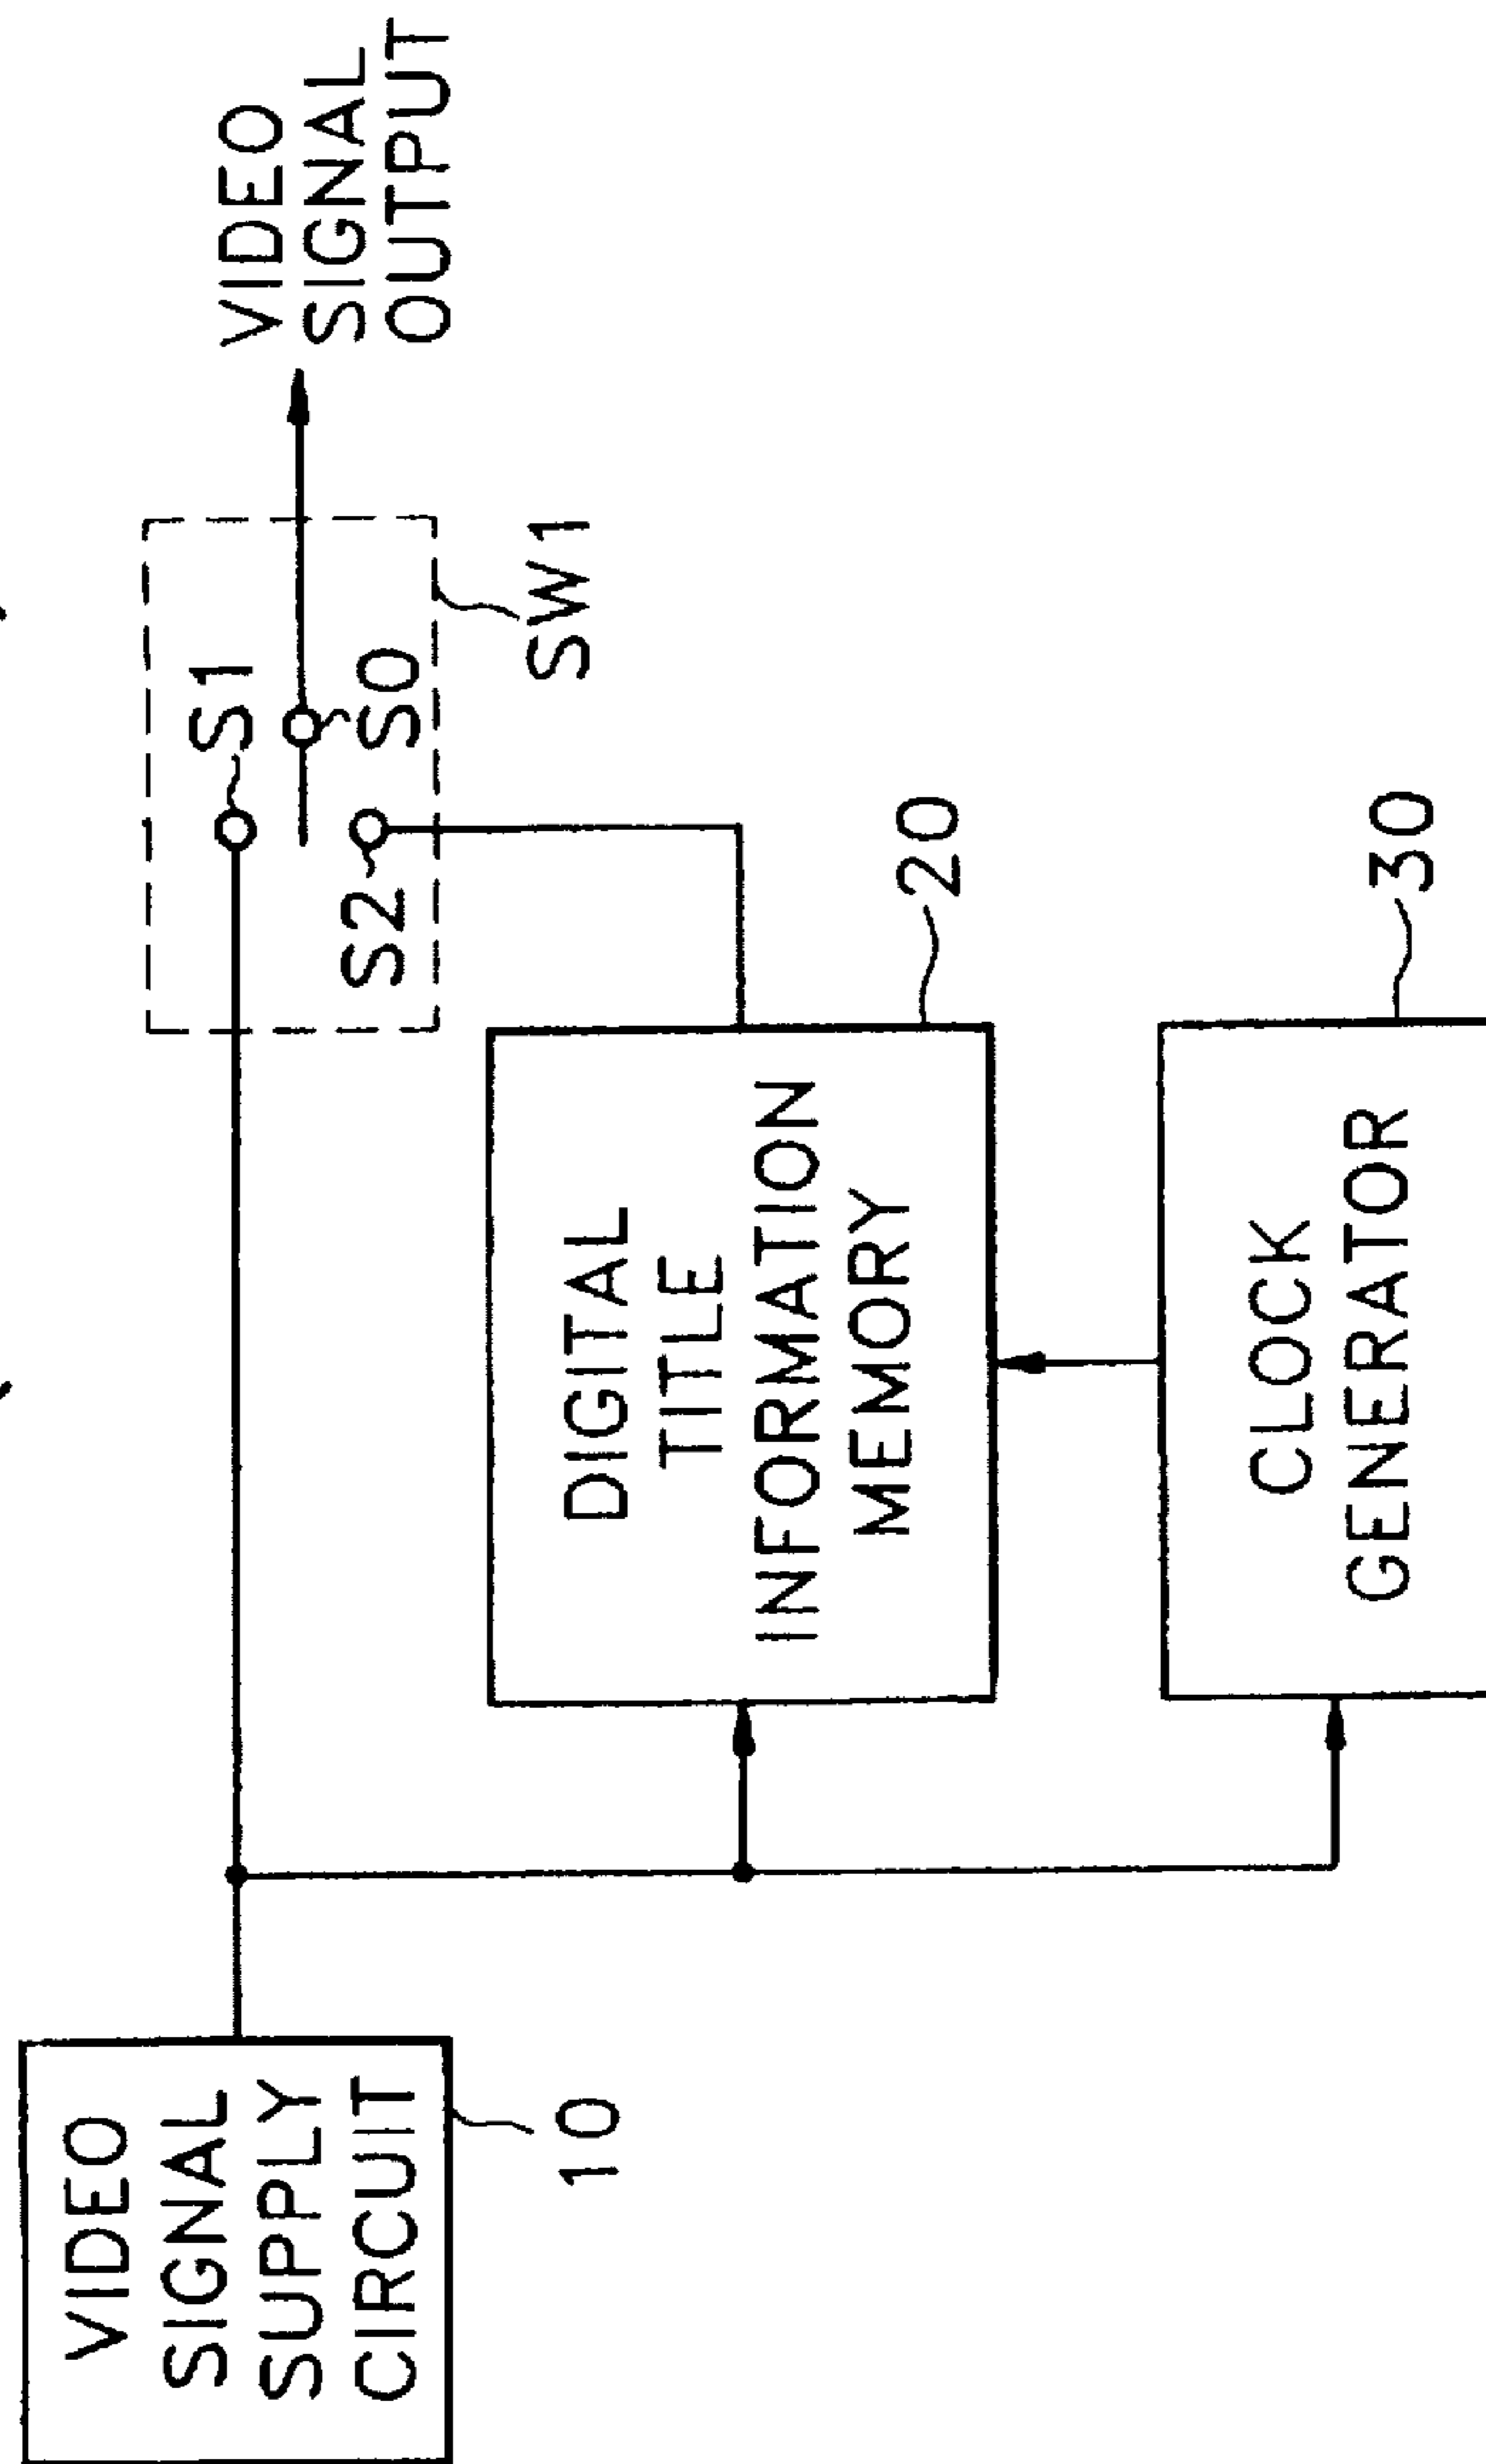 VIDEO
SIGNAL
SUPPLY
CIRCUIT
10
S1
S0
S2
SW1
VIDEO
SIGNAL
OUTPUT
DIGITAL
TITLE
INFORMATION
MEMORY
20
CLOCK
GENERATOR
30